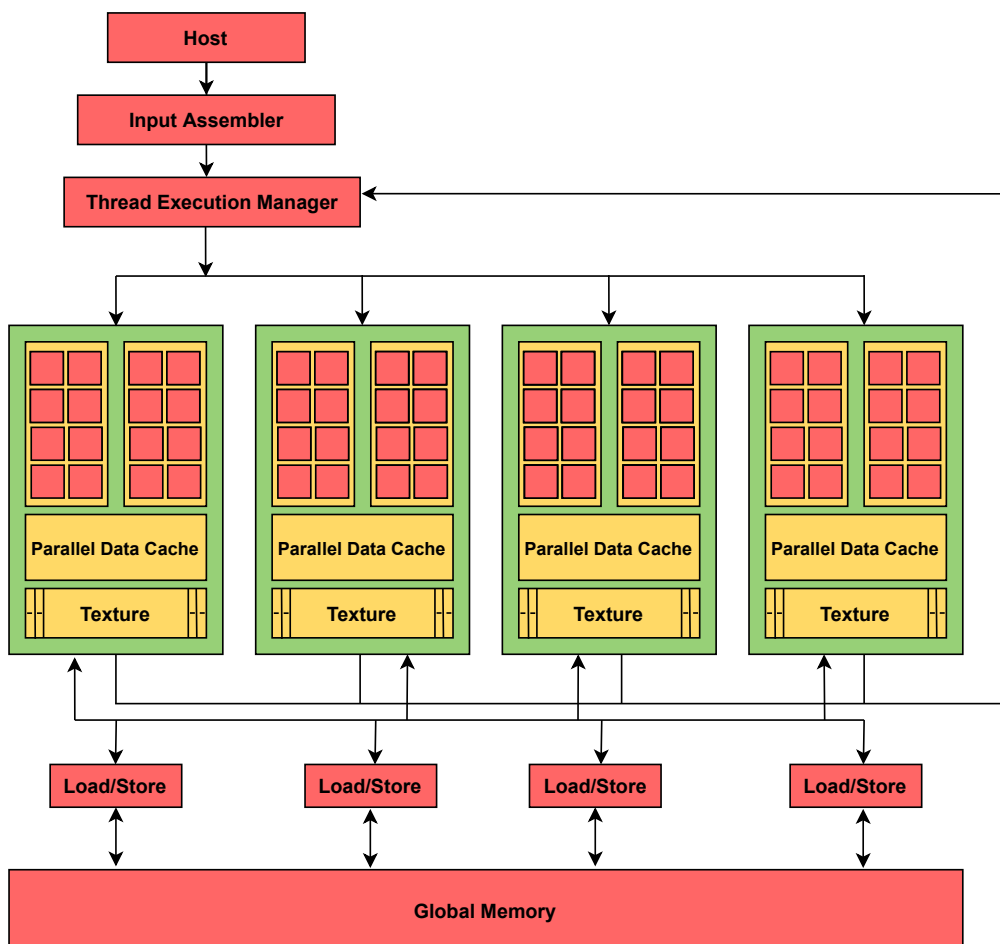 Host
Input Assembler
Thread Execution Manager
Parallel Data Cache
Parallel Data Cache
Parallel Data Cache
Parallel Data Cache
Texture
Texture
Texture
Texture
Load/Store
Load/Store
Load/Store
Load/Store
Global Memory